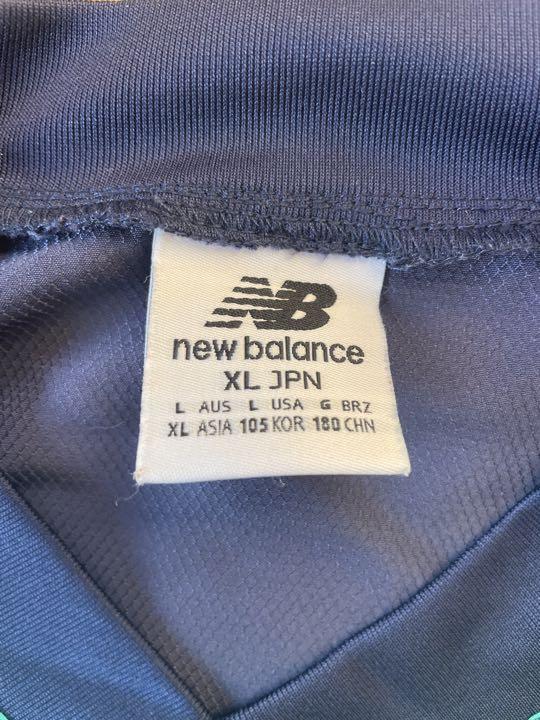 NB
new balance
XL JPN
L AUS L USA G BRZ
XL ASIA 105 KOR 180 CHN